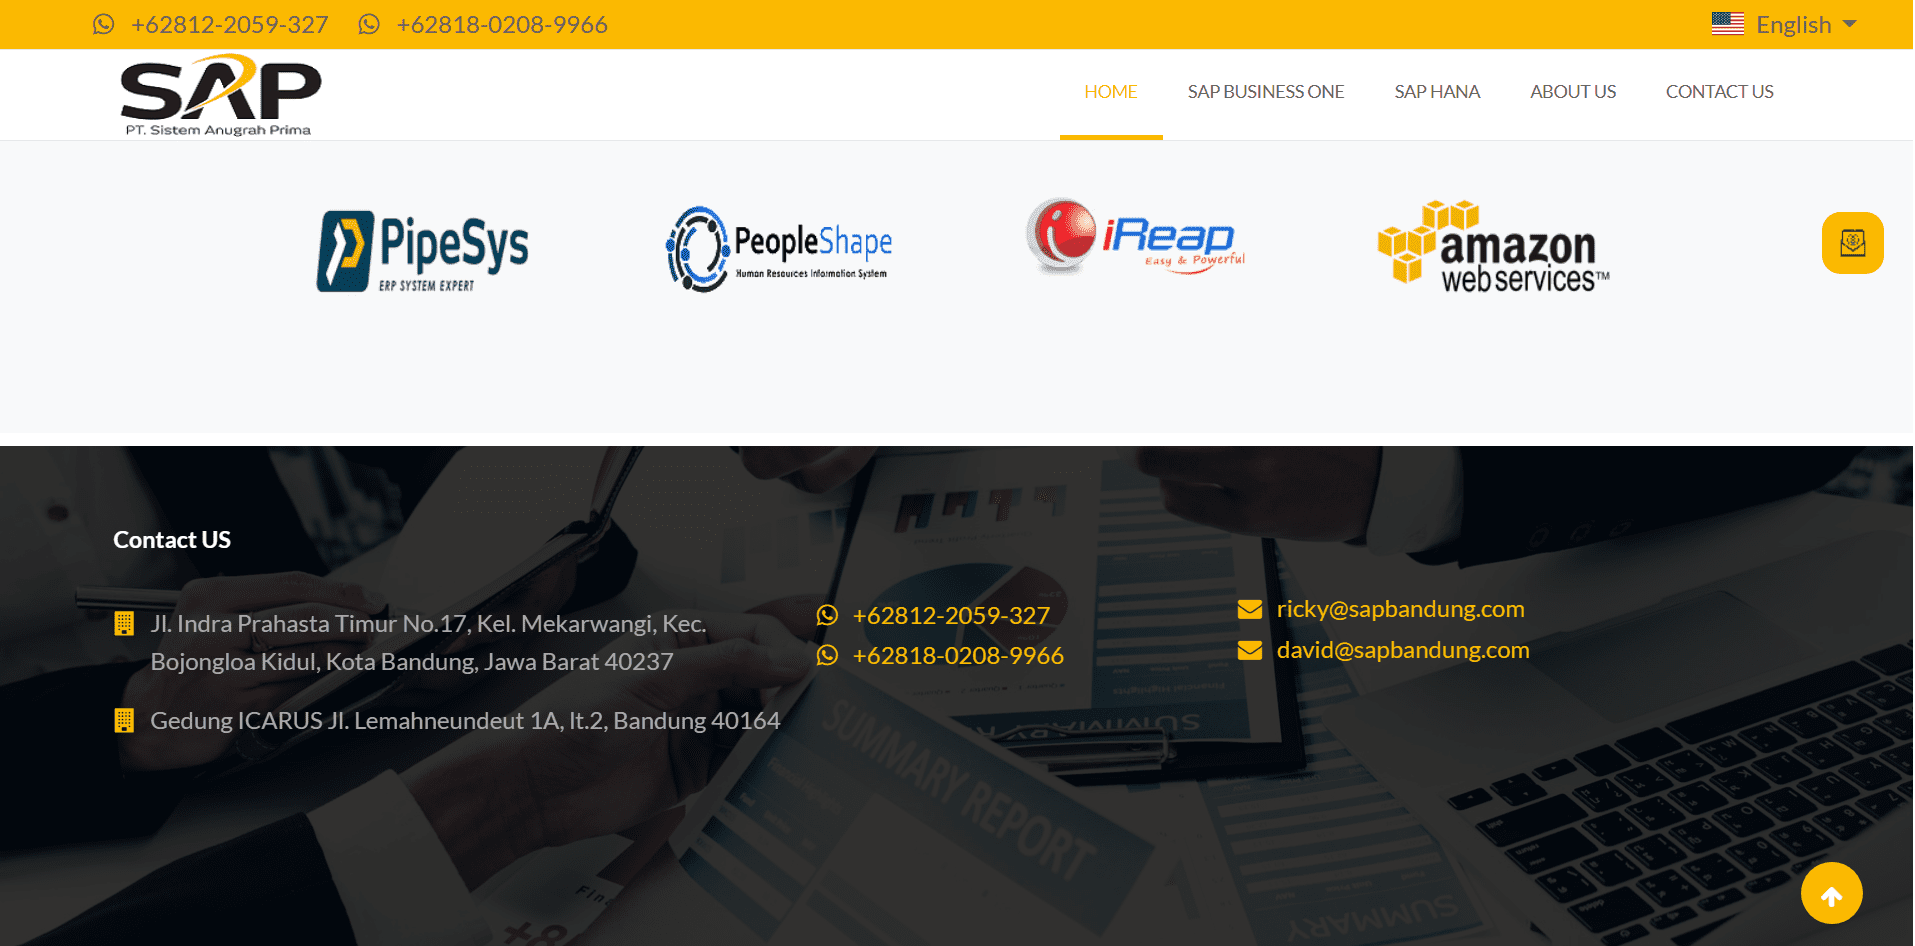 +62812-2059-327 +62818-0208-9966 English
SAP
PT. Sistem Anugrah Prima
HOME SAP BUSINESS ONE SAP HANA ABOUT US CONTACT US
PipeSys
ERP SYSTEM EXPERT
PeopleShape
Human Resources Information System
iReap
Easy & Powerful
amazon
web services™
Contact US
Jl. Indra Prahasta Timur No.17, Kel. Mekarwangi, Kec.
Bojongloa Kidul, Kota Bandung, Jawa Barat 40237
Gedung ICARUS Jl. Lemahneundeut 1A, lt.2, Bandung 40164
+62812-2059-327
+62818-0208-9966
ricky@sapbandung.com
david@sapbandung.com
SUMMARY REPORT
Financial Highlights
SUMMARY
+8